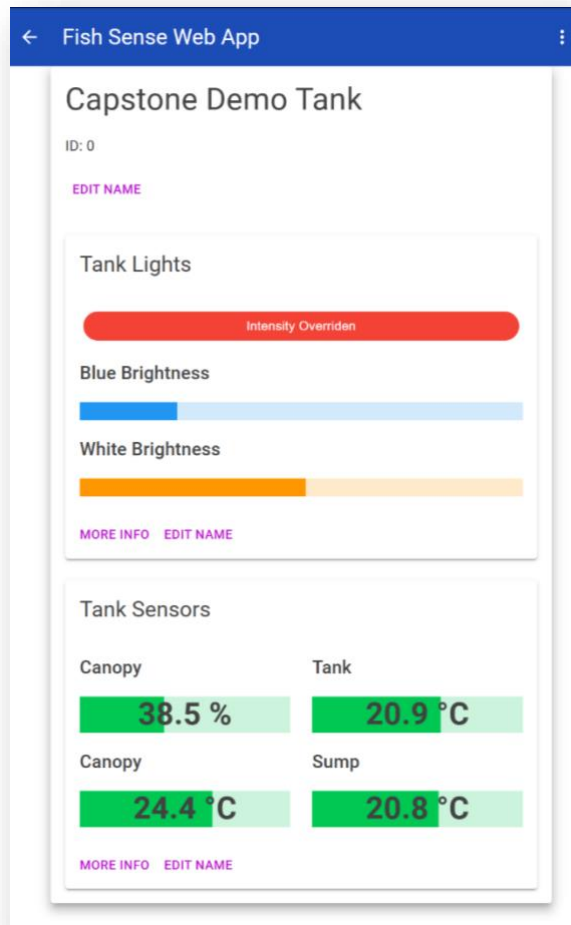 Fish Sense Web App
Capstone Demo Tank
ID: 0
EDIT NAME
Tank Lights
Intensity Overriden
Blue Brightness
White Brightness
MORE INFO EDIT NAME
Tank Sensors
Canopy Tank
38.5 % 20.9 °C
Canopy Sump
24.4 °C 20.8 °C
MORE INFO EDIT NAME